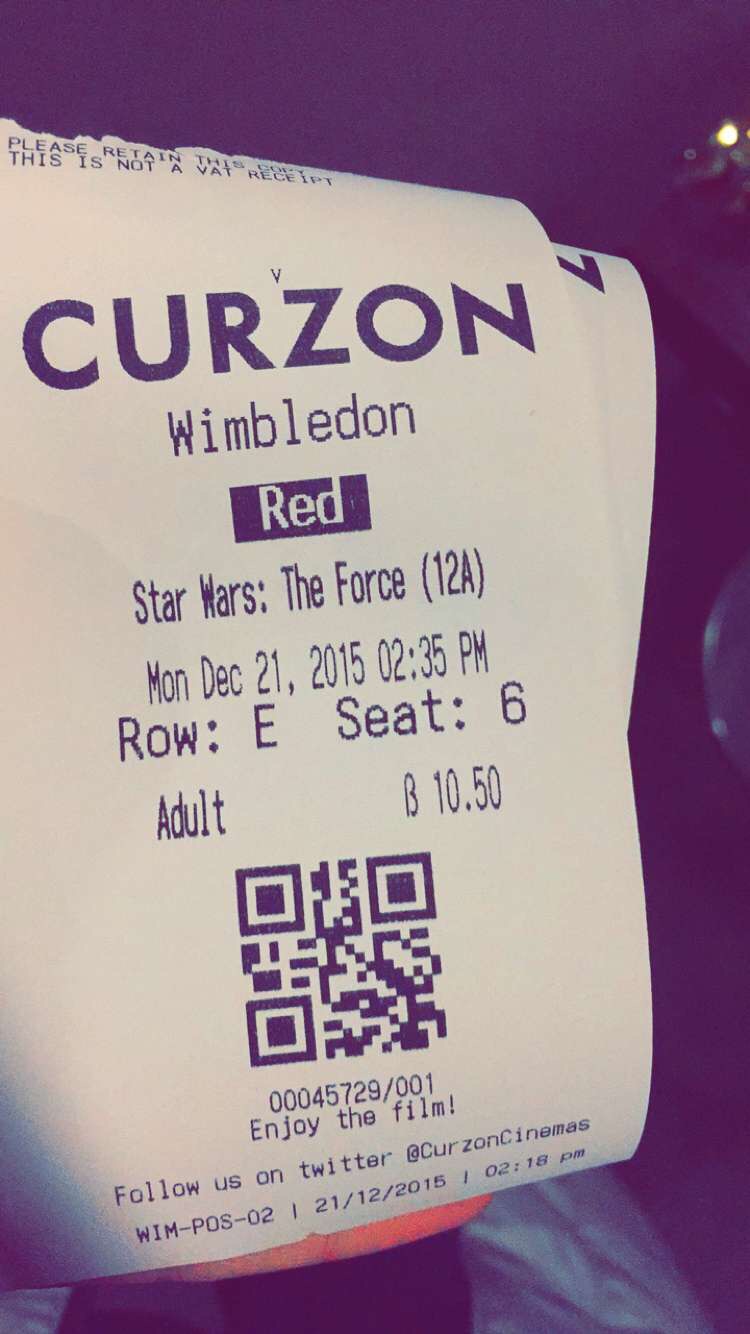 PLEASE RETAIN THIS COPY
THIS IS NOT A VAT RECEIPT
CURZON
Wimbledon
Red
Star Wars: The Force (12A)
Mon Dec 21, 2015 02:35 PM
Row: E Seat: 6
Adult ß 10.50
00045729/001
Enjoy the film!
Follow us on twitter @CurzonCinemas
WIM-POS-02 | 21/12/2015 | 02:18 pm